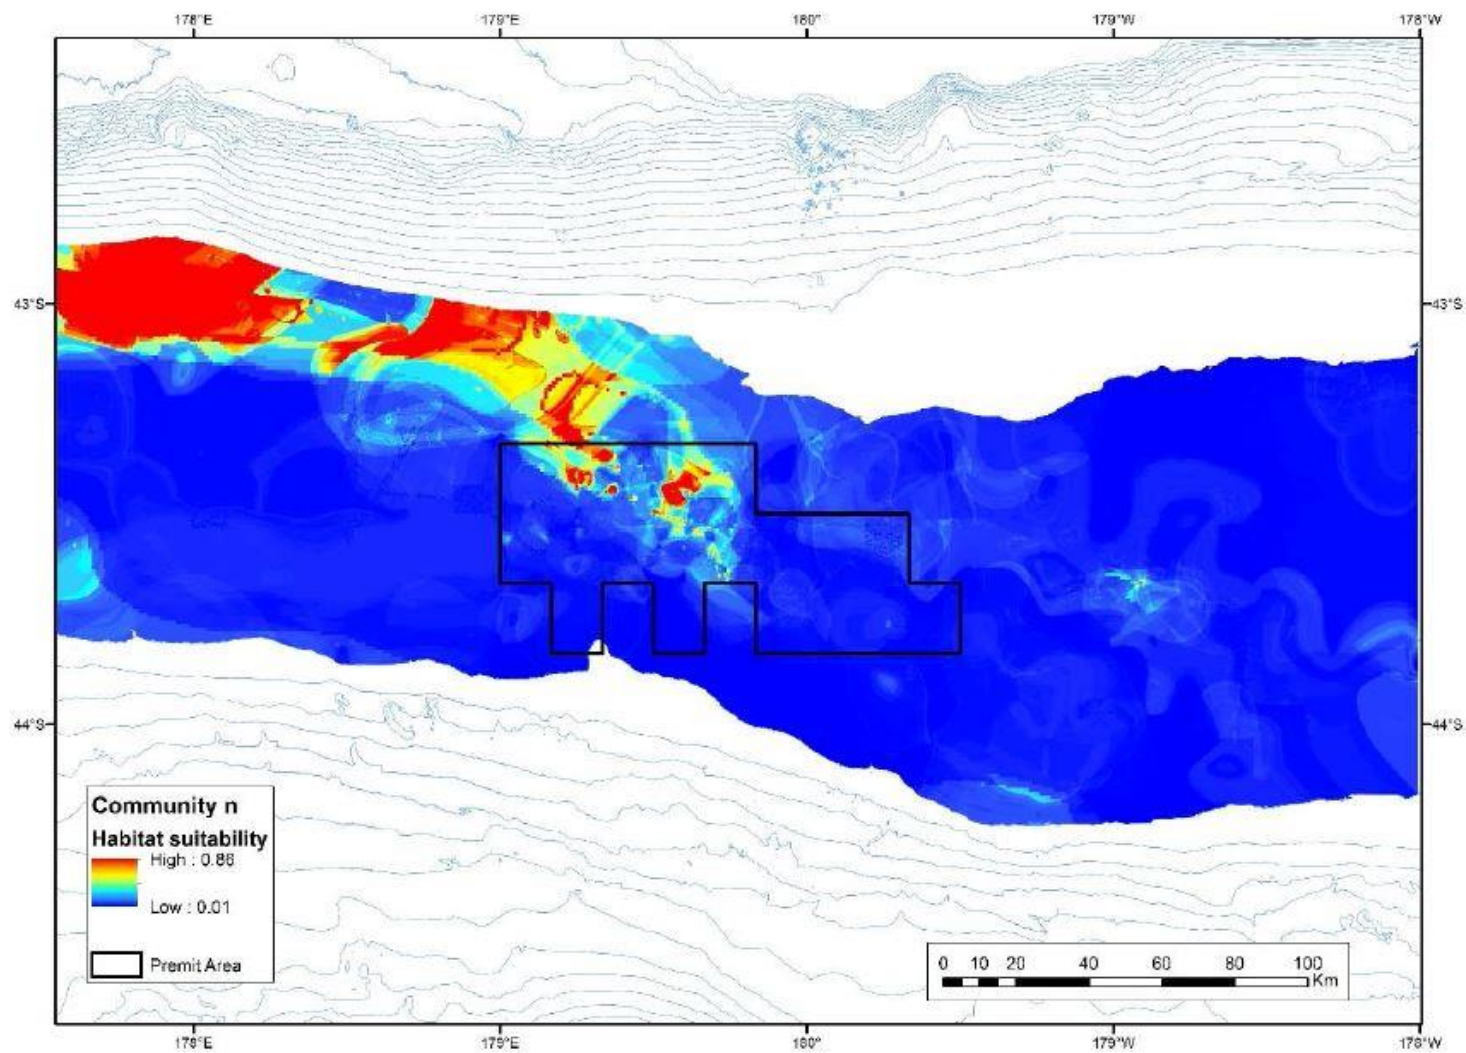 178°E 179°E 180° 179°W 178°W
43°S 43°S
44°S 44°S
Community n
Habitat suitability
High : 0.86
Low : 0.01
Premit Area
0 10 20 40 60 80 100
Km
178°E 179°E 180° 179°W 178°W